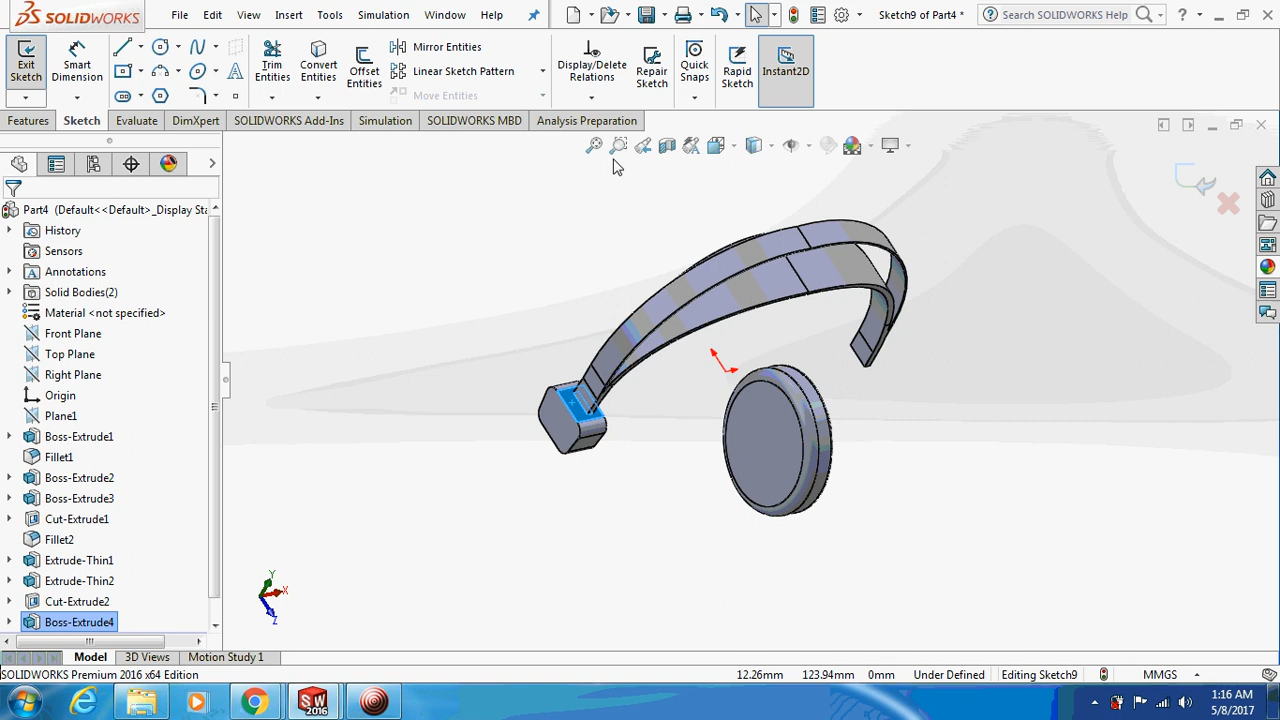 SOLIDWORKS
File Edit View Insert Tools Simulation Window Help
Sketch9 of Part4 *
Search SOLIDWORKS Help
Exit Sketch
Smart Dimension
Trim Entities
Convert Entities
Offset Entities
Mirror Entities
Linear Sketch Pattern
Move Entities
Display/Delete Relations
Repair Sketch
Quick Snaps
Rapid Sketch
Instant2D
Features Sketch Evaluate DimXpert SOLIDWORKS Add-Ins Simulation SOLIDWORKS MBD Analysis Preparation
Part4 (Default<<Default>_Display Sta
History
Sensors
Annotations
Solid Bodies(2)
Material <not specified>
Front Plane
Top Plane
Right Plane
Origin
Plane1
Boss-Extrude1
Fillet1
Boss-Extrude2
Boss-Extrude3
Cut-Extrude1
Fillet2
Extrude-Thin1
Extrude-Thin2
Cut-Extrude2
Boss-Extrude4
Y
X
Z
Model 3D Views Motion Study 1
SOLIDWORKS Premium 2016 x64 Edition
12.26mm 123.94mm 0mm Under Defined Editing Sketch9 MMGS
SW
2016
1:16 AM
5/8/2017